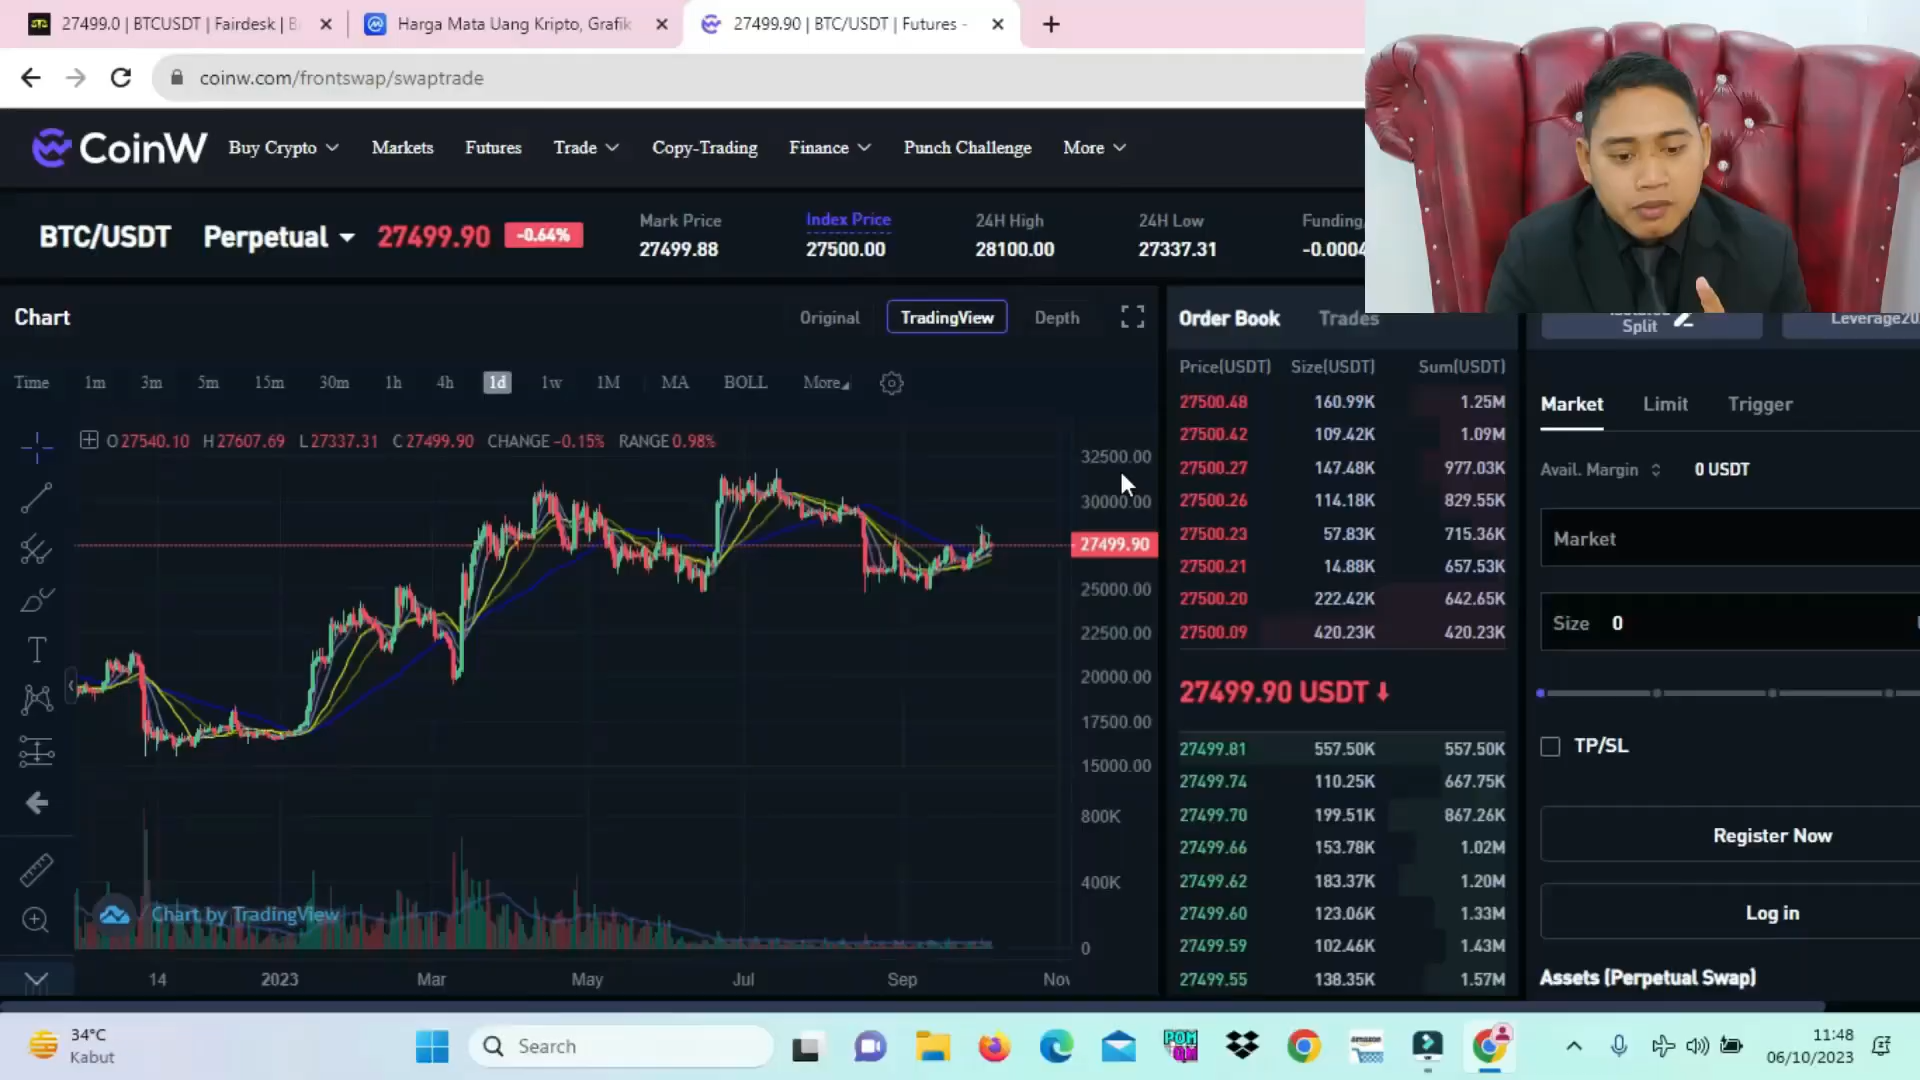 27499.0 | BTCUSDT | Fairdesk | B
Harga Mata Uang Kripto, Grafik
27499.90 | BTC/USDT | Futures -
coinw.com/frontswap/swaptrade
CoinW
Buy Crypto
Markets
Futures
Trade
Copy-Trading
Finance
Punch Challenge
More
BTC/USDT
Perpetual
27499.90
-0.64%
Mark Price
27499.88
Index Price
27500.00
24H High
28100.00
24H Low
27337.31
Funding
-0.0004
Chart
Original
TradingView
Depth
Time 1m 3m 5m 15m 30m 1h 4h 1d 1w 1M MA BOLL More
O 27540.10 H 27607.69 L 27337.31 C 27499.90 CHANGE -0.15% RANGE 0.98%
32500.00
30000.00
27499.90
25000.00
22500.00
20000.00
17500.00
15000.00
800K
400K
0
Chart by TradingView
14 2023 Mar May Jul Sep Nov
Order Book Trades
Price(USDT) Size(USDT) Sum(USDT)
27500.48 160.99K 1.25M
27500.42 109.42K 1.09M
27500.27 147.48K 977.03K
27500.26 114.18K 829.55K
27500.23 57.83K 715.36K
27500.21 14.88K 657.53K
27500.20 222.42K 642.65K
27500.09 420.23K 420.23K
27499.90 USDT
27499.81 557.50K 557.50K
27499.74 110.25K 667.75K
27499.70 199.51K 867.26K
27499.66 153.78K 1.02M
27499.62 183.37K 1.20M
27499.60 123.06K 1.33M
27499.59 102.46K 1.43M
27499.55 138.35K 1.57M
Split
Leverage20
Market Limit Trigger
Avail. Margin 0 USDT
Market
Size 0
TP/SL
Register Now
Log in
Assets (Perpetual Swap)
34°C
Kabut
Search
POM
QM
amazon
11:48
06/10/2023